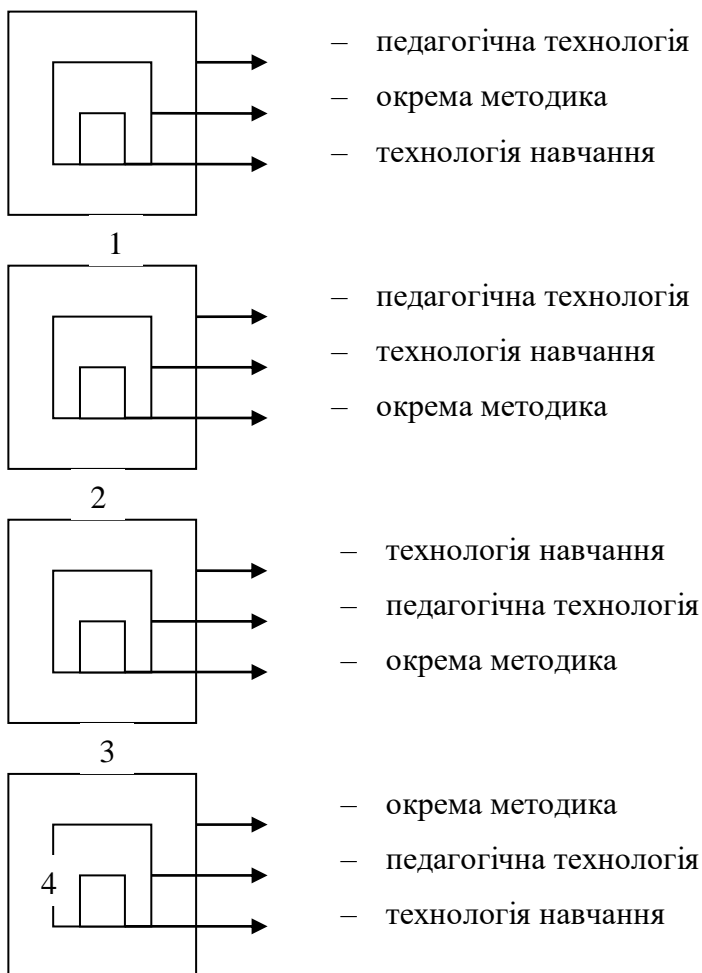 – педагогічна технологія
– окрема методика
– технологія навчання
1
– педагогічна технологія
– технологія навчання
– окрема методика
2
– технологія навчання
– педагогічна технологія
– окрема методика
3
– окрема методика
– педагогічна технологія
4
– технологія навчання